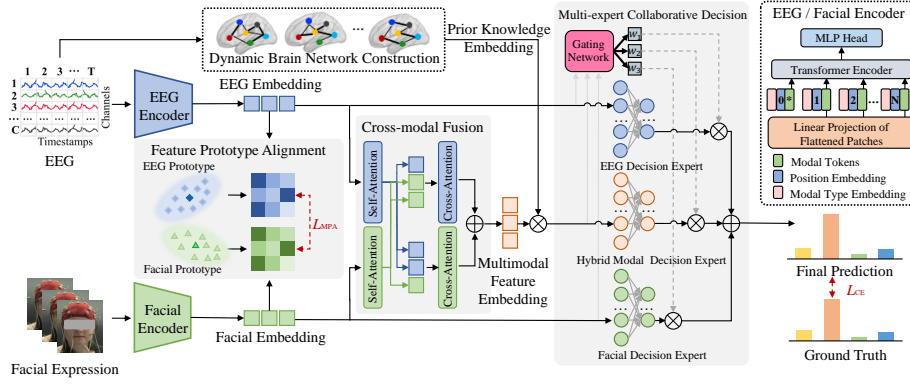 Dynamic Brain Network Construction
Prior Knowledge
Embedding
Multi-expert Collaborative Decision
EEG / Facial Encoder
MLP Head
Transformer Encoder
0 * 1 2 ... N
Linear Projection of
Flattened Patches
Modal Tokens
Position Embedding
Modal Type Embedding
1 2 3 ··· T
1
2
3
...
C
Channels
Timestamps
EEG
EEG
Encoder
EEG Embedding
Gating
Network
W1
W2
W3
Feature Prototype Alignment
EEG Prototype
LMPA
Facial Prototype
Cross-modal Fusion
Self-Attention
Cross-Attention
Self-Attention
Cross-Attention
Multimodal
Feature
Embedding
EEG Decision Expert
Hybrid Modal Decision Expert
Facial Decision Expert
Facial
Encoder
Facial Embedding
Facial Expression
Final Prediction
LCE
Ground Truth